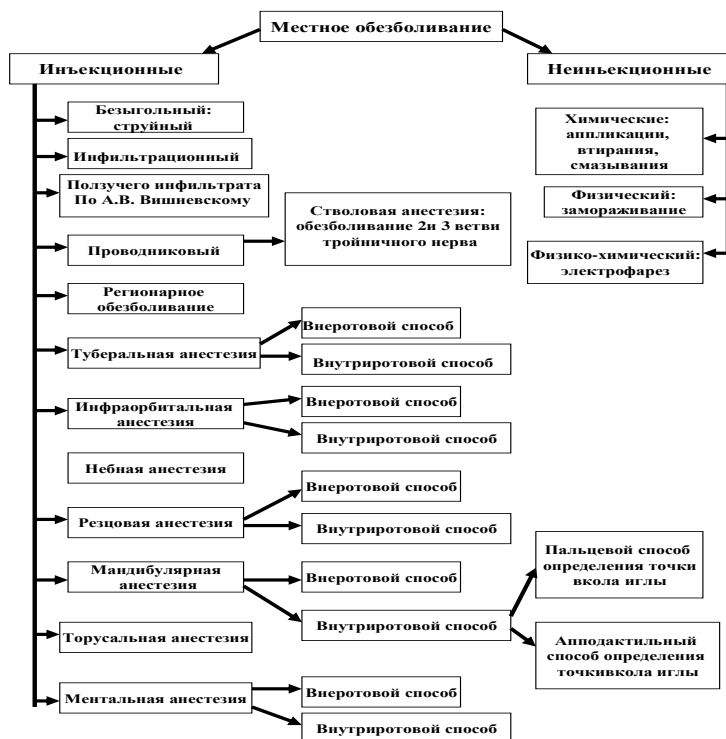 Местное обезболивание
Инъекционные
Неиньекционные
Безыгольный:
струйный
Инфильтрационный
Ползучего инфильтрата
По А.В. Вишневскому
Проводниковый
Стволовая анестезия:
обезболивание 2и 3 ветви
тройничного нерва
Регионарное
обезболивание
Туберальная анестезия
Внеротовой способ
Внутриротовой способ
Инфраорбитальная
анестезия
Внеротовой способ
Внутриротовой способ
Небная анестезия
Резцовая анестезия
Внеротовой способ
Внутриротовой способ
Мандибулярная
анестезия
Внеротовой способ
Внутриротовой способ
Пальцевой способ
определения точки
вкола иглы
Апподактильный
способ определения
точкивкола иглы
Торусальная анестезия
Ментальная анестезия
Внеротовой способ
Внутриротовой способ
Химические:
аппликации,
втирания,
смазывания
Физический:
замораживание
Физико-химический:
электрофарез